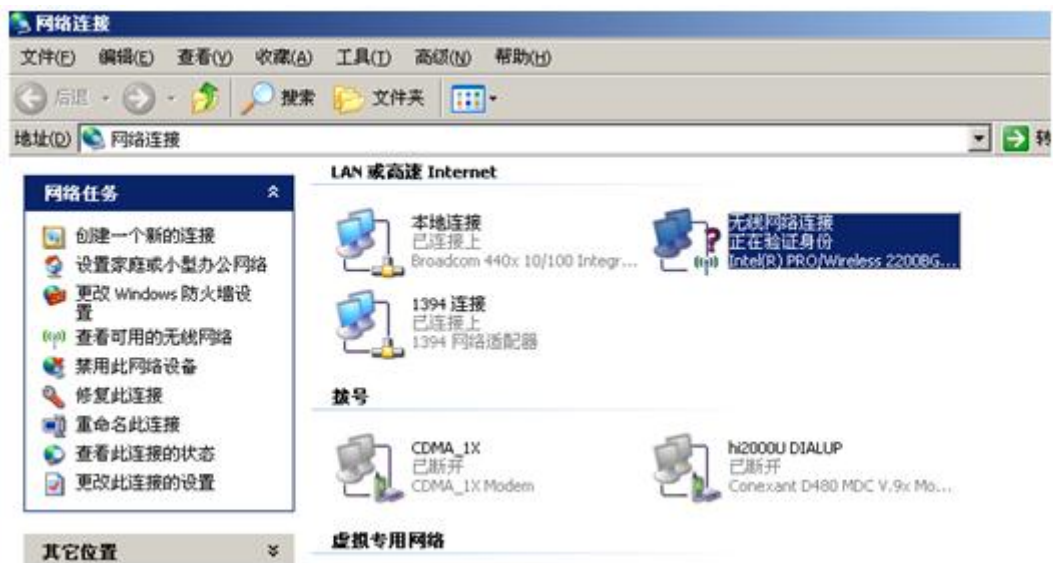 网络连接
文件(F) 编辑(E) 查看(V) 收藏(A) 工具(T) 高级(N) 帮助(H)
后退 搜索 文件夹
地址(D) 网络连接 转
网络任务
创建一个新的连接
设置家庭或小型办公网络
更改 Windows 防火墙设
置
查看可用的无线网络
禁用此网络设备
修复此连接
重命名此连接
查看此连接的状态
更改此连接的设置
其它位置
LAN 或高速 Internet
本地连接
已连接上
Broadcom 440x 10/100 Integr...
无线网络连接
正在验证身份
Intel(R) PRO/Wireless 2200BG...
1394 连接
已连接上
1394 网络适配器
拨号
CDMA_1X
已断开
CDMA_1X Modem
hi2000U DIALUP
已断开
Conexant D480 MDC V.9x Mo...
虚拟专用网络